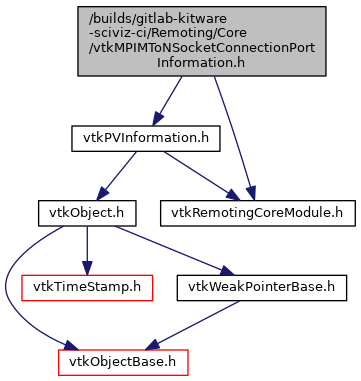 /builds/gitlab-kitware
-sciviz-ci/Remoting/Core
/vtkMPIMToNSocketConnectionPort
Information.h
vtkPVInformation.h
vtkObject.h
vtkRemotingCoreModule.h
vtkTimeStamp.h
vtkWeakPointerBase.h
vtkObjectBase.h